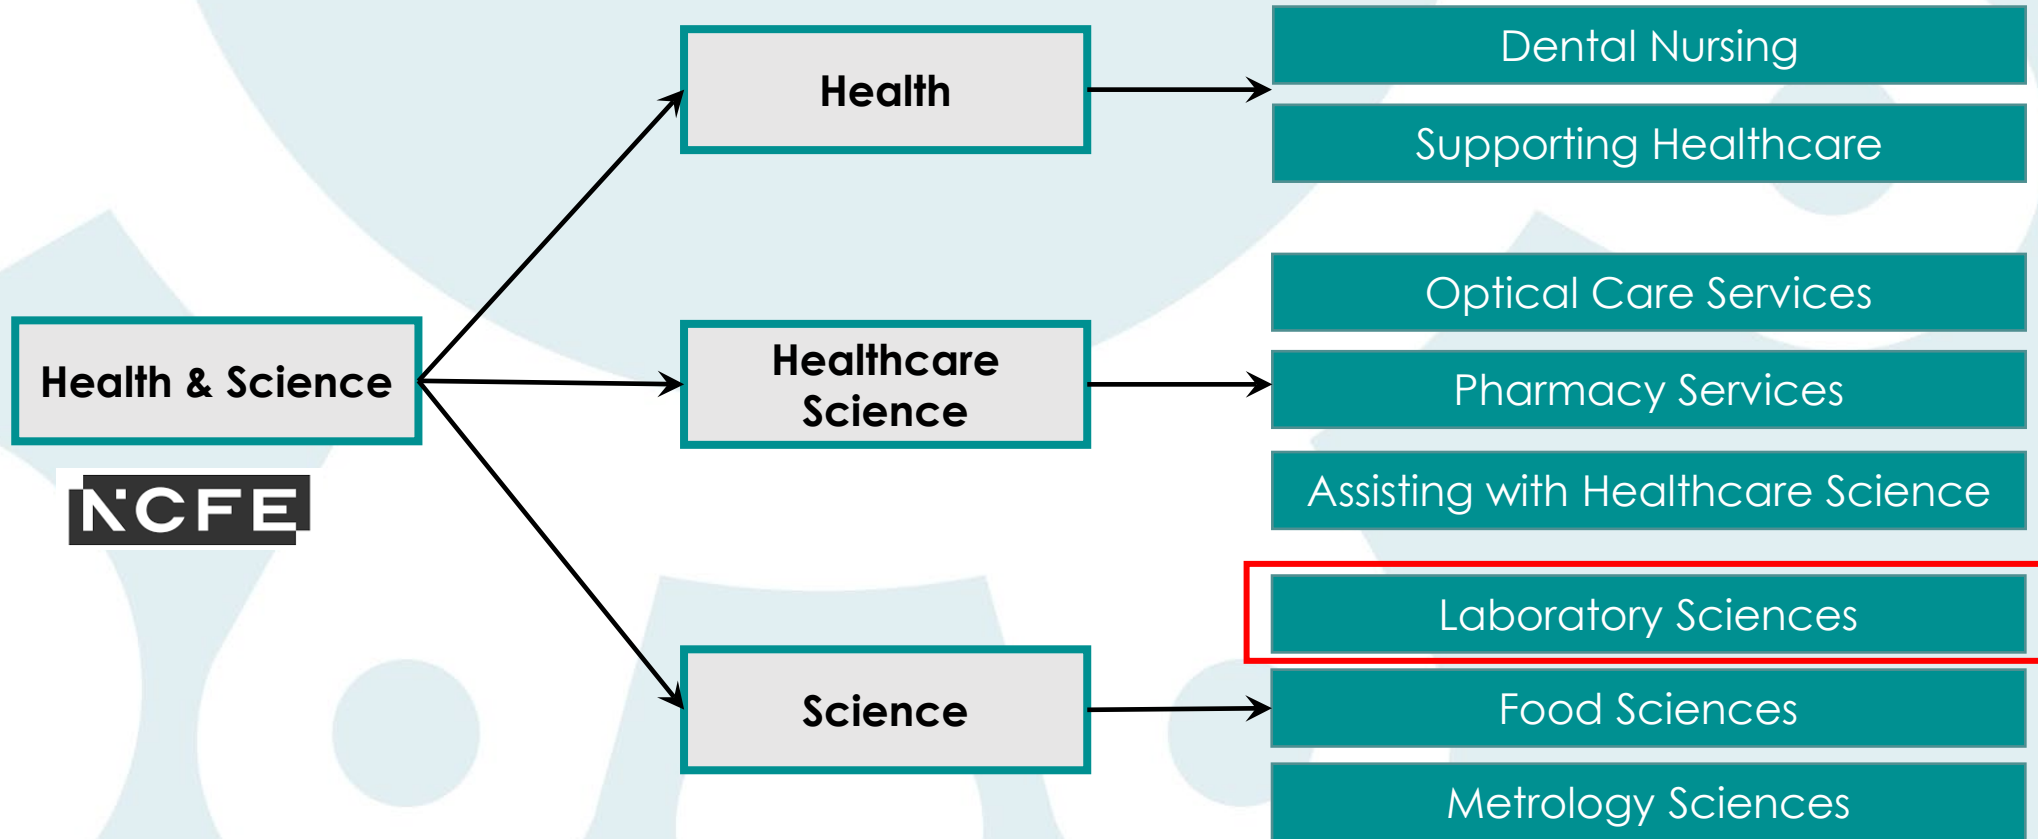 Health & Science
NCFE
Health
Healthcare
Science
Science
Dental Nursing
Supporting Healthcare
Optical Care Services
Pharmacy Services
Assisting with Healthcare Science
Laboratory Sciences
Food Sciences
Metrology Sciences